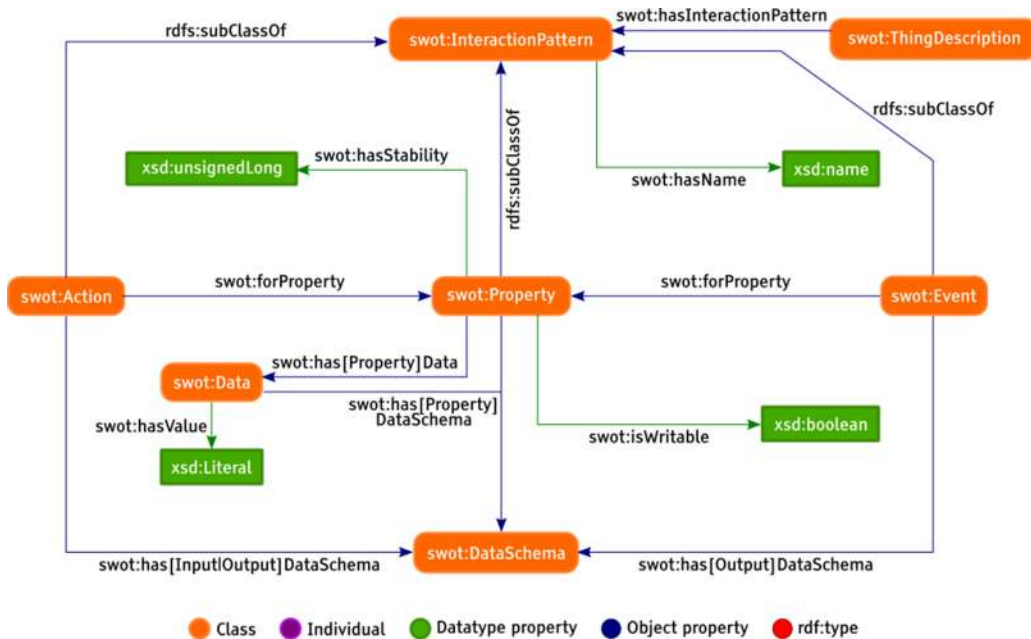 swot:hasInteractionPattern
rdfs:subClassOf
swot:InteractionPattern
swot:ThingDescription
rdfs:subClassOf
swot:hasStability
xsd:unsignedLong
rdfs:subClassOf
xsd:name
swot:hasName
swot:forProperty
swot:forProperty
swot:Action
swot:Property
swot:Event
swot:has[Property]Data
swot:Data
swot:has[Property]
DataSchema
swot:hasValue
xsd:boolean
swot:isWritable
xsd:Literal
swot:DataSchema
swot:has[Input|Output]DataSchema
swot:has[Output]DataSchema
Class
Individual
Datatype property
Object property
rdf:type